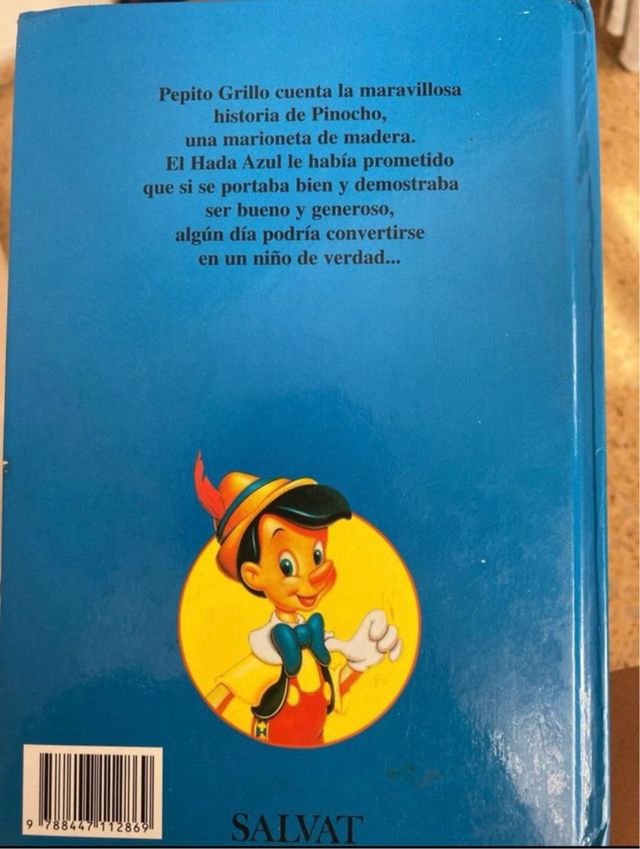 Pepito Grillo cuenta la maravillosa
historia de Pinocho,
una marioneta de madera.
El Hada Azul le había prometido
que si se portaba bien y demostraba
ser bueno y generoso,
algún día podría convertirse
en un niño de verdad...
9 788447 112869
SALVAT